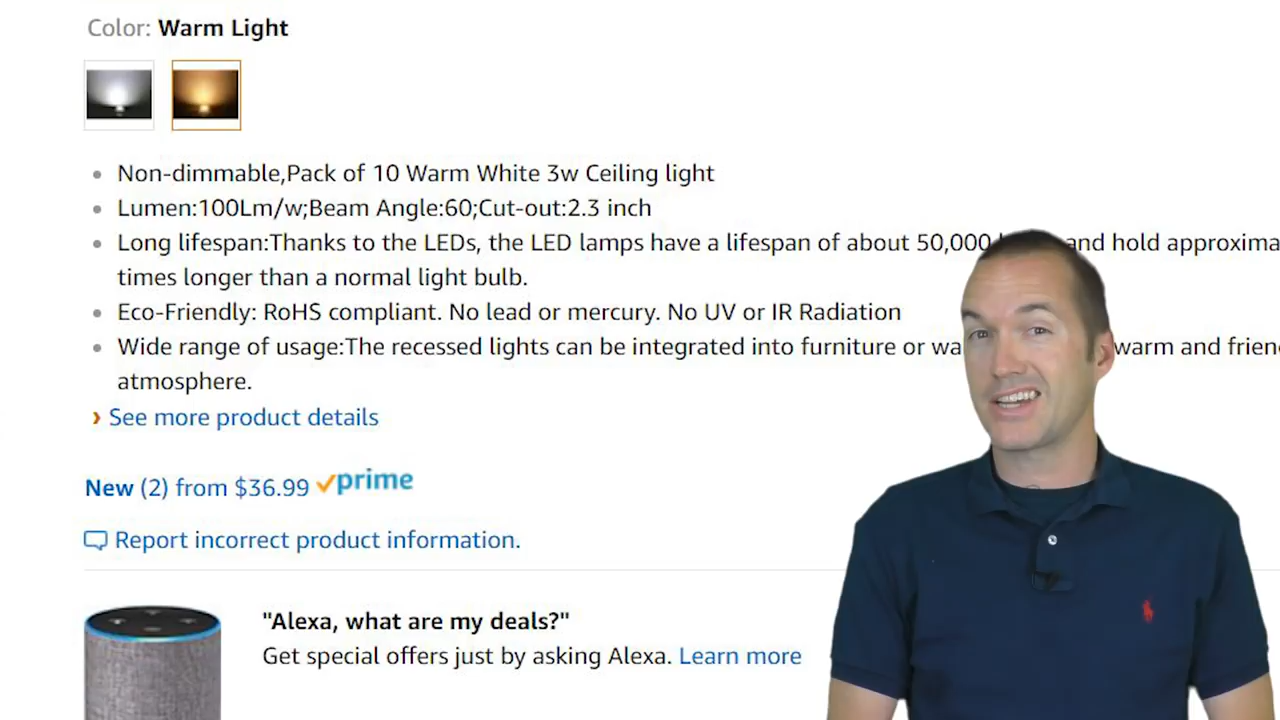 Color: Warm Light
Non-dimmable,Pack of 10 Warm White 3w Ceiling light
Lumen:100Lm/w;Beam Angle:60;Cut-out:2.3 inch
Long lifespan:Thanks to the LEDs, the LED lamps have a lifespan of about 50,000 and hold
times longer than a normal light bulb.
Eco-Friendly: RoHS compliant. No lead or mercury. No UV or IR Radiation
Wide range of usage:The recessed lights can be integrated into furniture or warm and
atmosphere.
See more product details
New (2) from $36.99 prime
Report incorrect product information.
"Alexa, what are my deals?"
Get special offers just by asking Alexa. Learn more